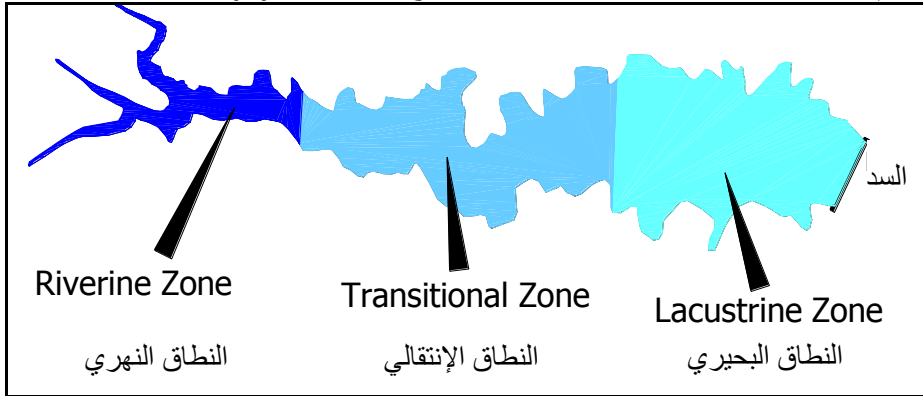 السد
Riverine Zone
Transitional Zone
Lacustrine Zone
النطاق النهري
النطاق الإنتقالي
النطاق البحيري